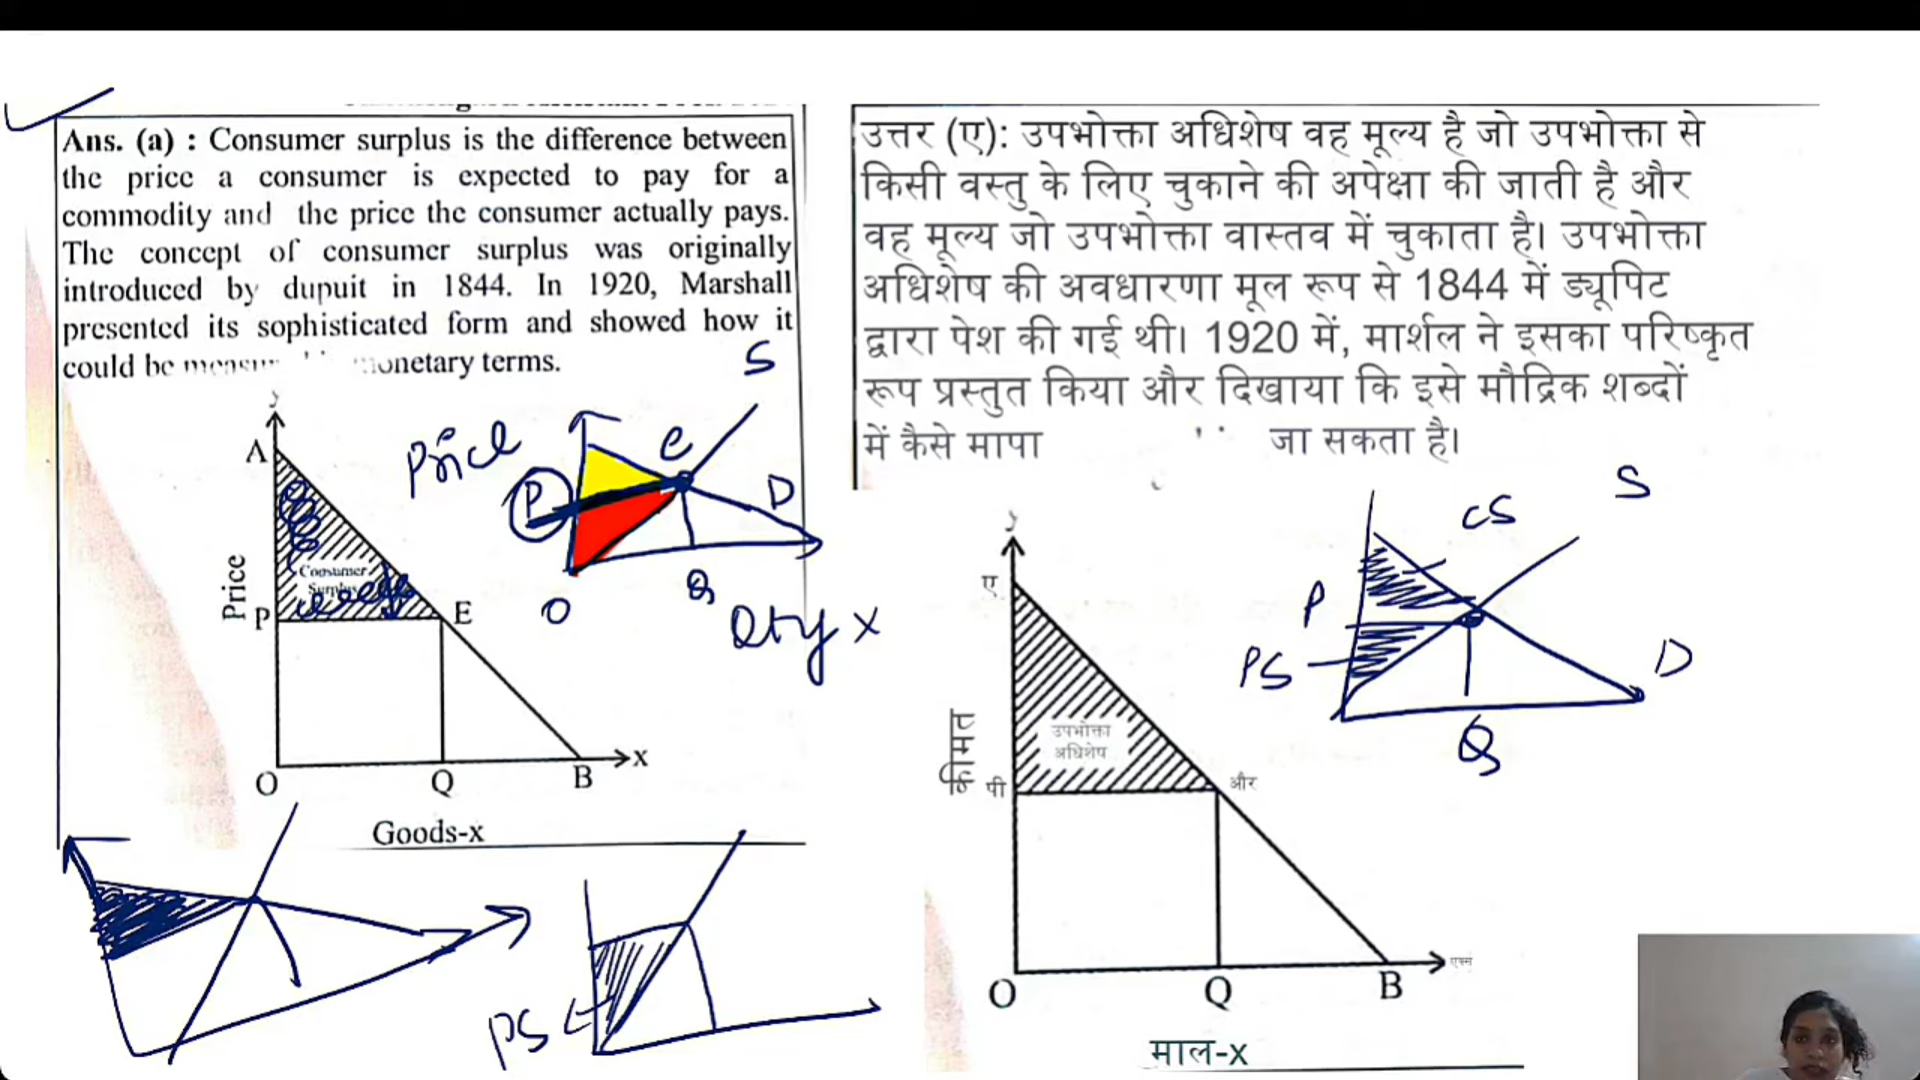 Ans. (a) : Consumer surplus is the difference between
the price a consumer is expected to pay for a
commodity and the price the consumer actually pays.
The concept of consumer surplus was originally
introduced by dupuit in 1844. In 1920, Marshall
presented its sophisticated form and showed how it
could be monetary terms.
y
A
Price
Consumer
Surplus
P
E
O
Q
B
x
Goods-x
Price
S
e
P
D
O
Q
Qty x
PS
उत्तर (ए): उपभोक्ता अधिशेष वह मूल्य है जो उपभोक्ता से
किसी वस्तु के लिए चुकाने की अपेक्षा की जाती है और
वह मूल्य जो उपभोक्ता वास्तव में चुकाता है। उपभोक्ता
अधिशेष की अवधारणा मूल रूप से 1844 में ड्यूपिट
द्वारा पेश की गई थी। 1920 में, मार्शल ने इसका परिष्कृत
रूप प्रस्तुत किया और दिखाया कि इसे मौद्रिक शब्दों
में कैसे मापा जा सकता है।
y
ए
कीमत
उपभोक्ता
अधिशेष
पी
और
O
Q
B
एक्स
माल-x
S
CS
P
PS
D
Q